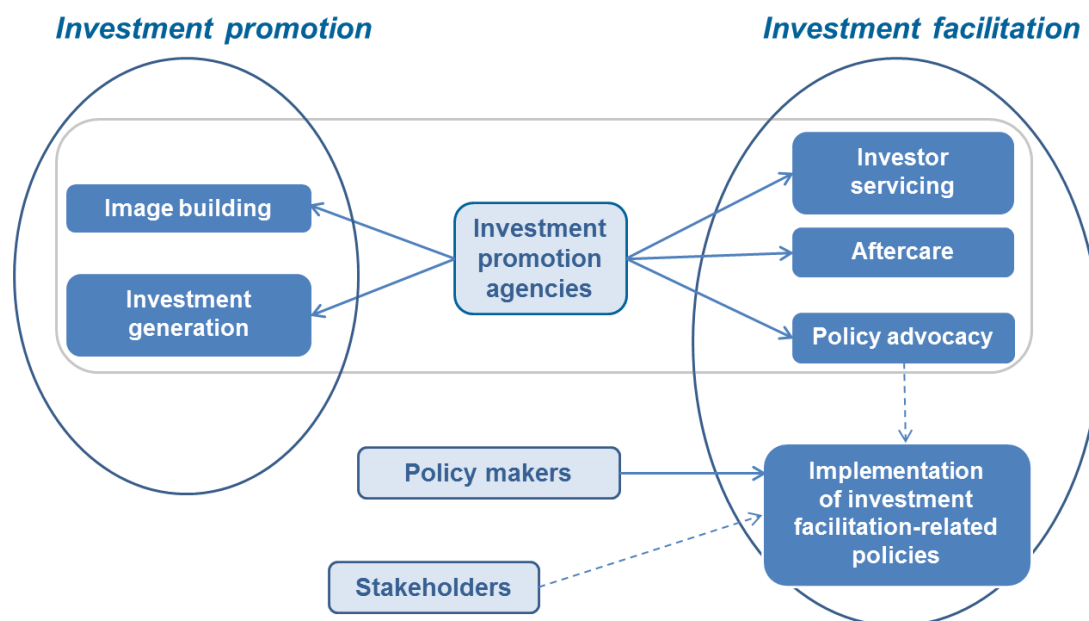 Investment promotion
Investment facilitation
Image building
Investment
generation
Investment
promotion
agencies
Investor
servicing
Aftercare
Policy advocacy
Policy makers
Stakeholders
Implementation
of investment
facilitation-related
policies